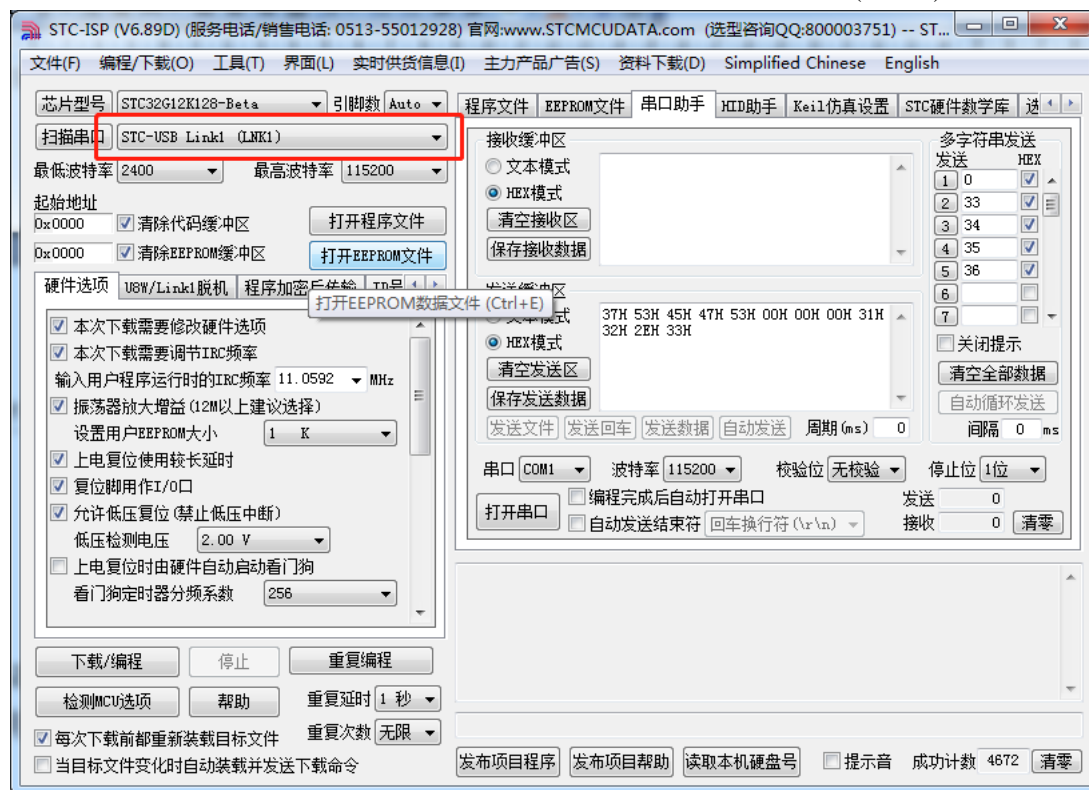 STC-ISP (V6.89D) (服务电话/销售电话: 0513-55012928) 官网:www.STCMCUDATA.com (选型咨询QQ:800003751) -- ST...
文件(F) 编程/下载(O) 工具(T) 界面(L) 实时供货信息(I) 主力产品广告(S) 资料下载(D) Simplified Chinese English
芯片型号 STC32G12K128-Beta 引脚数 Auto
扫描串口 STC-USB Link1 (LNK1)
最低波特率 2400 最高波特率 115200
起始地址
0x0000 清除代码缓冲区 打开程序文件
0x0000 清除EEPROM缓冲区 打开EEPROM文件
硬件选项 U8W/Link1脱机 程序加密后传输
打开EEPROM数据文件 (Ctrl+E)
本次下载需要修改硬件选项
本次下载需要调节IRC频率
输入用户程序运行时的IRC频率 11.0592 MHz
振荡器放大增益(12M以上建议选择)
设置用户EEPROM大小 1 K
上电复位使用较长延时
复位脚用作I/O口
允许低压复位(禁止低压中断)
低压检测电压 2.00 V
上电复位时由硬件自动启动看门狗
看门狗定时器分频系数 256
下载/编程 停止 重复编程
检测MCU选项 帮助 重复延时 1 秒
每次下载前都重新装载目标文件 重复次数 无限
当目标文件变化时自动装载并发送下载命令
程序文件 EEPROM文件 串口助手 HID助手 Keil仿真设置 STC硬件数学库
接收缓冲区
文本模式
HEX模式
清空接收区
保存接收数据
多字符串发送
发送 HEX
1 0
2 33
3 34
4 35
5 36
6
7
关闭提示
清空全部数据
自动循环发送
间隔 0 ms
发送缓冲区
文本模式
HEX模式
清空发送区
保存发送数据
37H 53H 45H 47H 53H 00H 00H 00H 31H
32H 2EH 33H
发送文件 发送回车 发送数据 自动发送 周期(ms) 0
串口 COM1 波特率 115200 校验位 无校验 停止位 1位
打开串口 编程完成后自动打开串口 发送 0
自动发送结束符 回车换行符(\r\n) 接收 0 清零
发布项目程序 发布项目帮助 读取本机硬盘号 提示音 成功计数 4672 清零